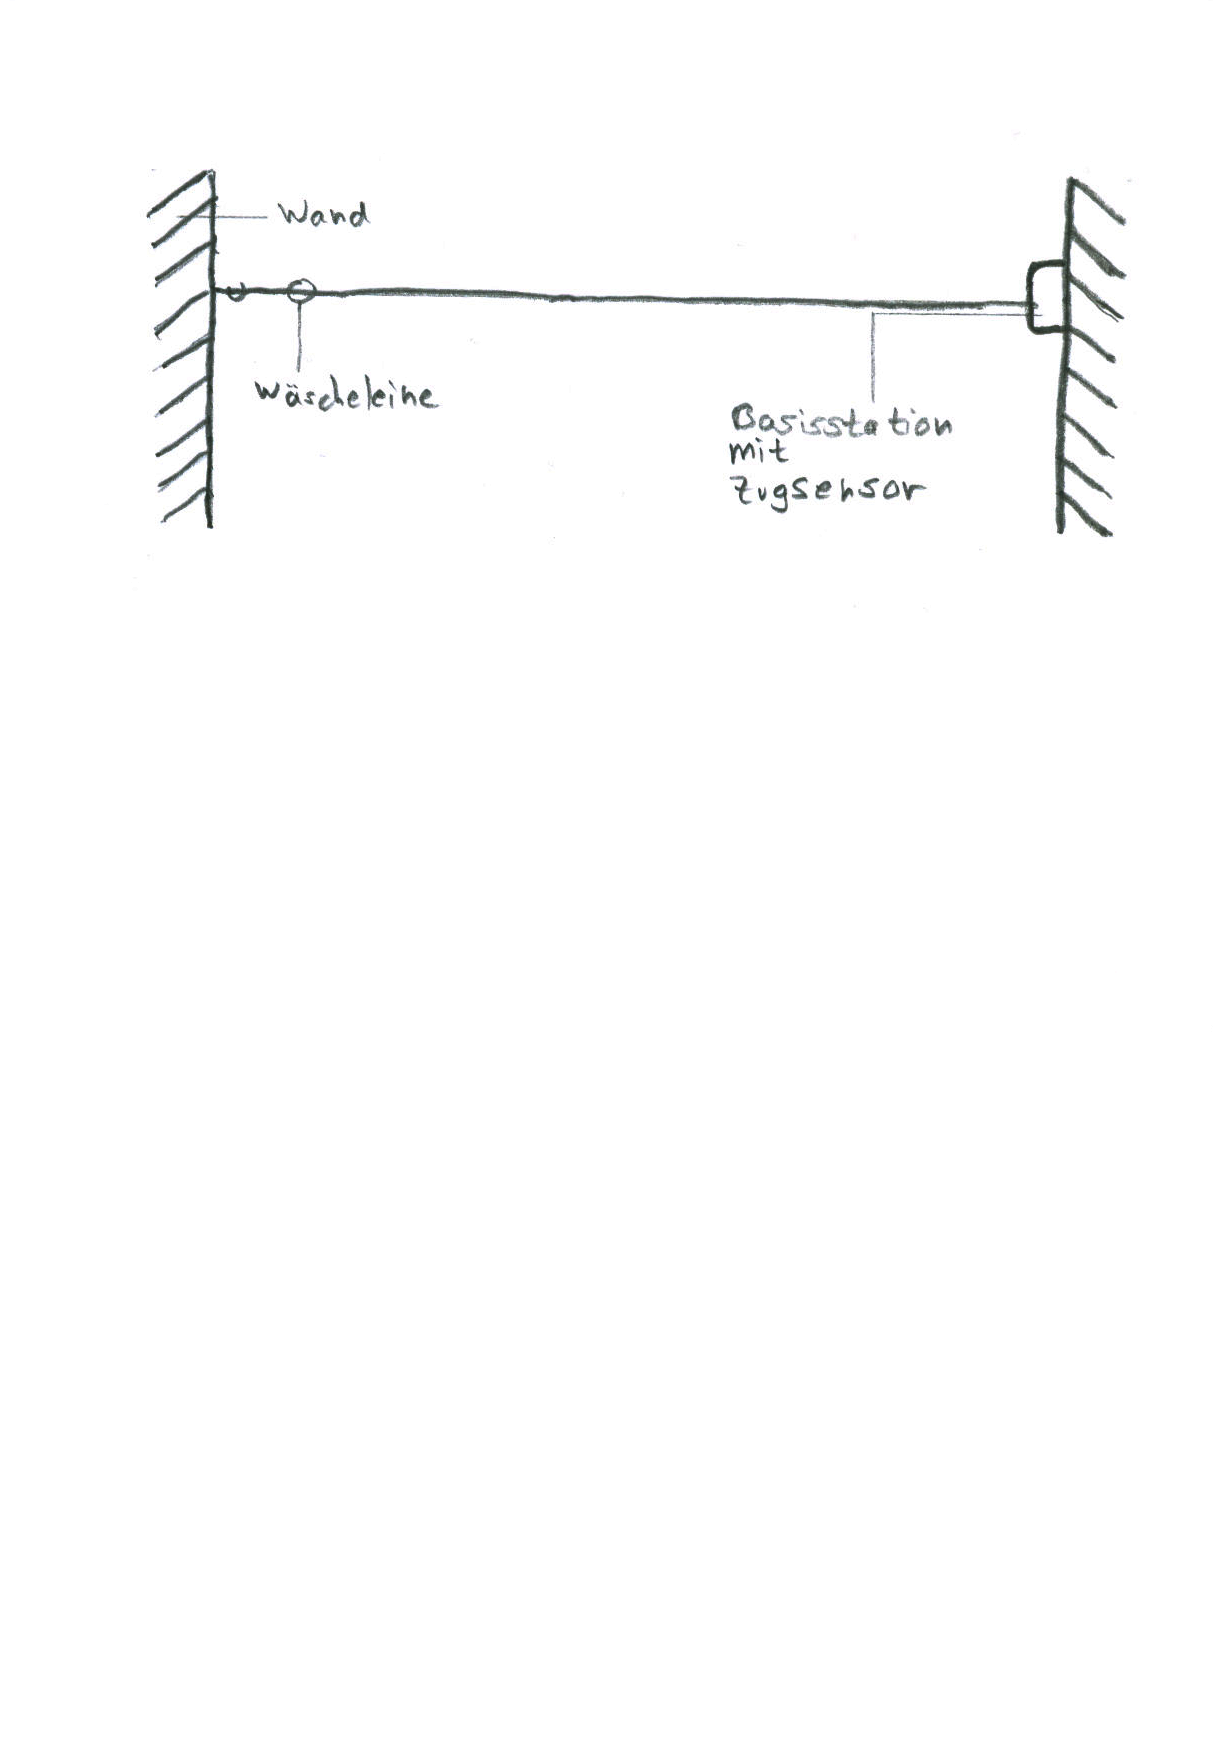 Wand
Wäscheleine
Basisstation
mit
Zugsensor